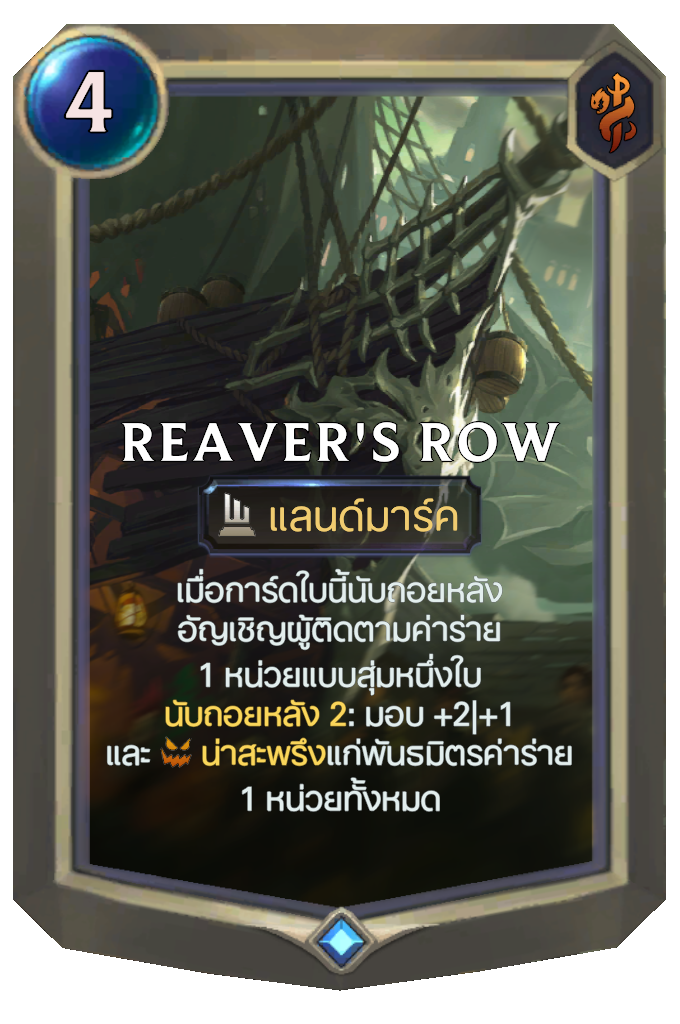 4
REAVER'S ROW
แลนด์มาร์ค
เมื่อการ์ดใบนี้นับถอยหลัง
อัญเชิญผู้ติดตามค่าร่าย
1 หน่วยแบบสุ่มหนึ่งใบ
นับถอยหลัง 2: มอบ +2|+1
และ น่าสะพรึงแก่พันธมิตรค่าร่าย
1 หน่วยทั้งหมด